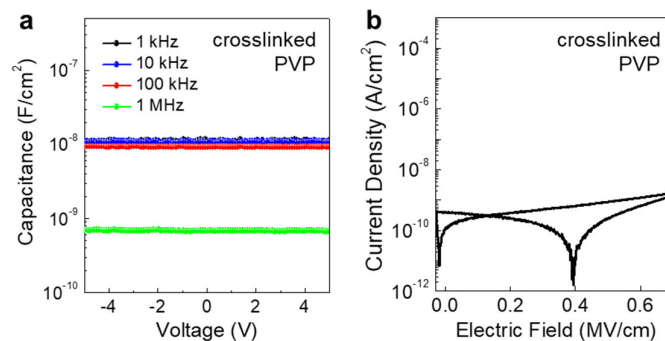 a
1 kHz
10 kHz
100 kHz
1 MHz
crosslinked
PVP
Capacitance (F/cm²)
10⁻⁷
10⁻⁸
10⁻⁹
10⁻¹⁰
-4 -2 0 2 4
Voltage (V)
b
crosslinked
PVP
Current Density (A/cm²)
10⁻⁴
10⁻⁶
10⁻⁸
10⁻¹⁰
10⁻¹²
0.0 0.2 0.4 0.6
Electric Field (MV/cm)